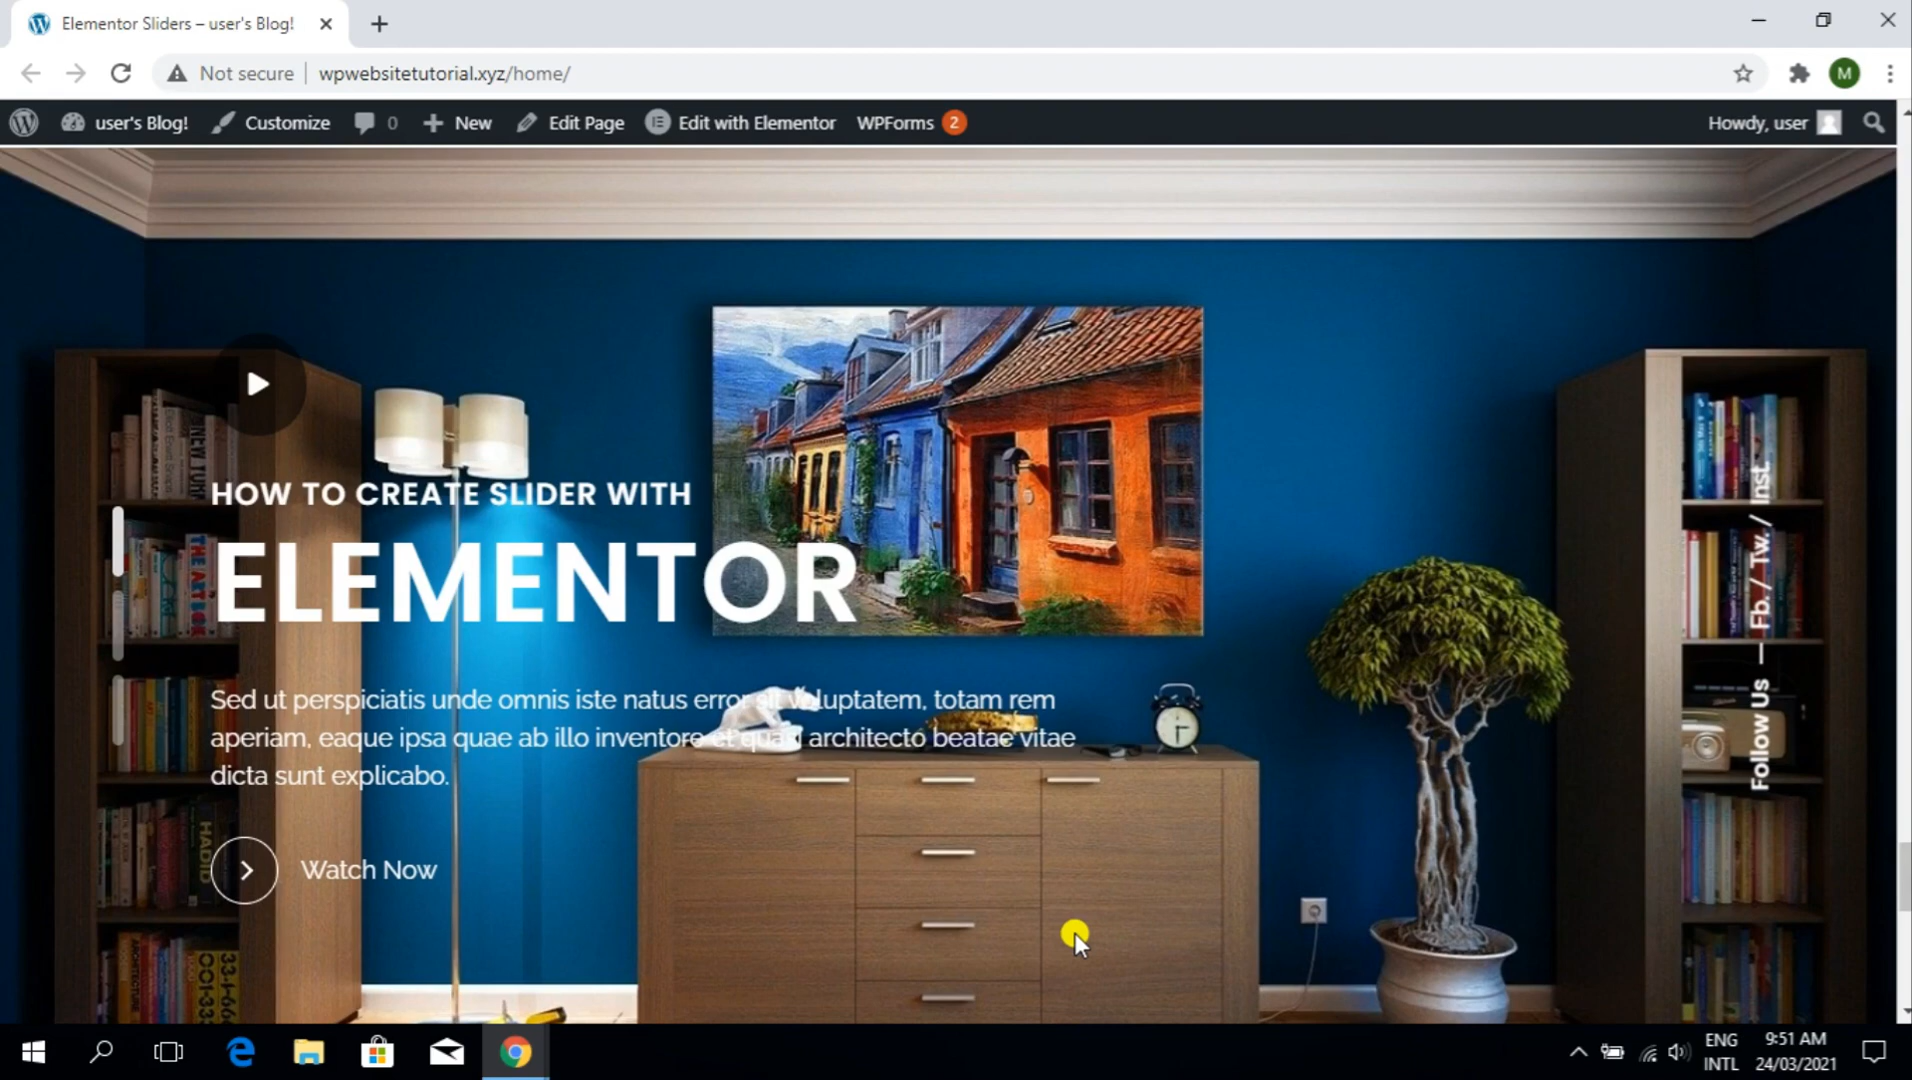 Elementor Sliders – user's Blog!
Not secure
wpwebsitetutorial.xyz/home/
user's Blog!
Customize
0
New
Edit Page
Edit with Elementor
WPForms 2
Howdy, user
M
HOW TO CREATE SLIDER WITH
ELEMENTOR
Sed ut perspiciatis unde omnis iste natus error sit voluptatem, totam rem
aperiam, eaque ipsa quae ab illo inventore et quasi architecto beatae vitae
dicta sunt explicabo.
Watch Now
Follow Us — Fb. / Tw. / Inst.
HADID
ENG
INTL
9:51 AM
24/03/2021